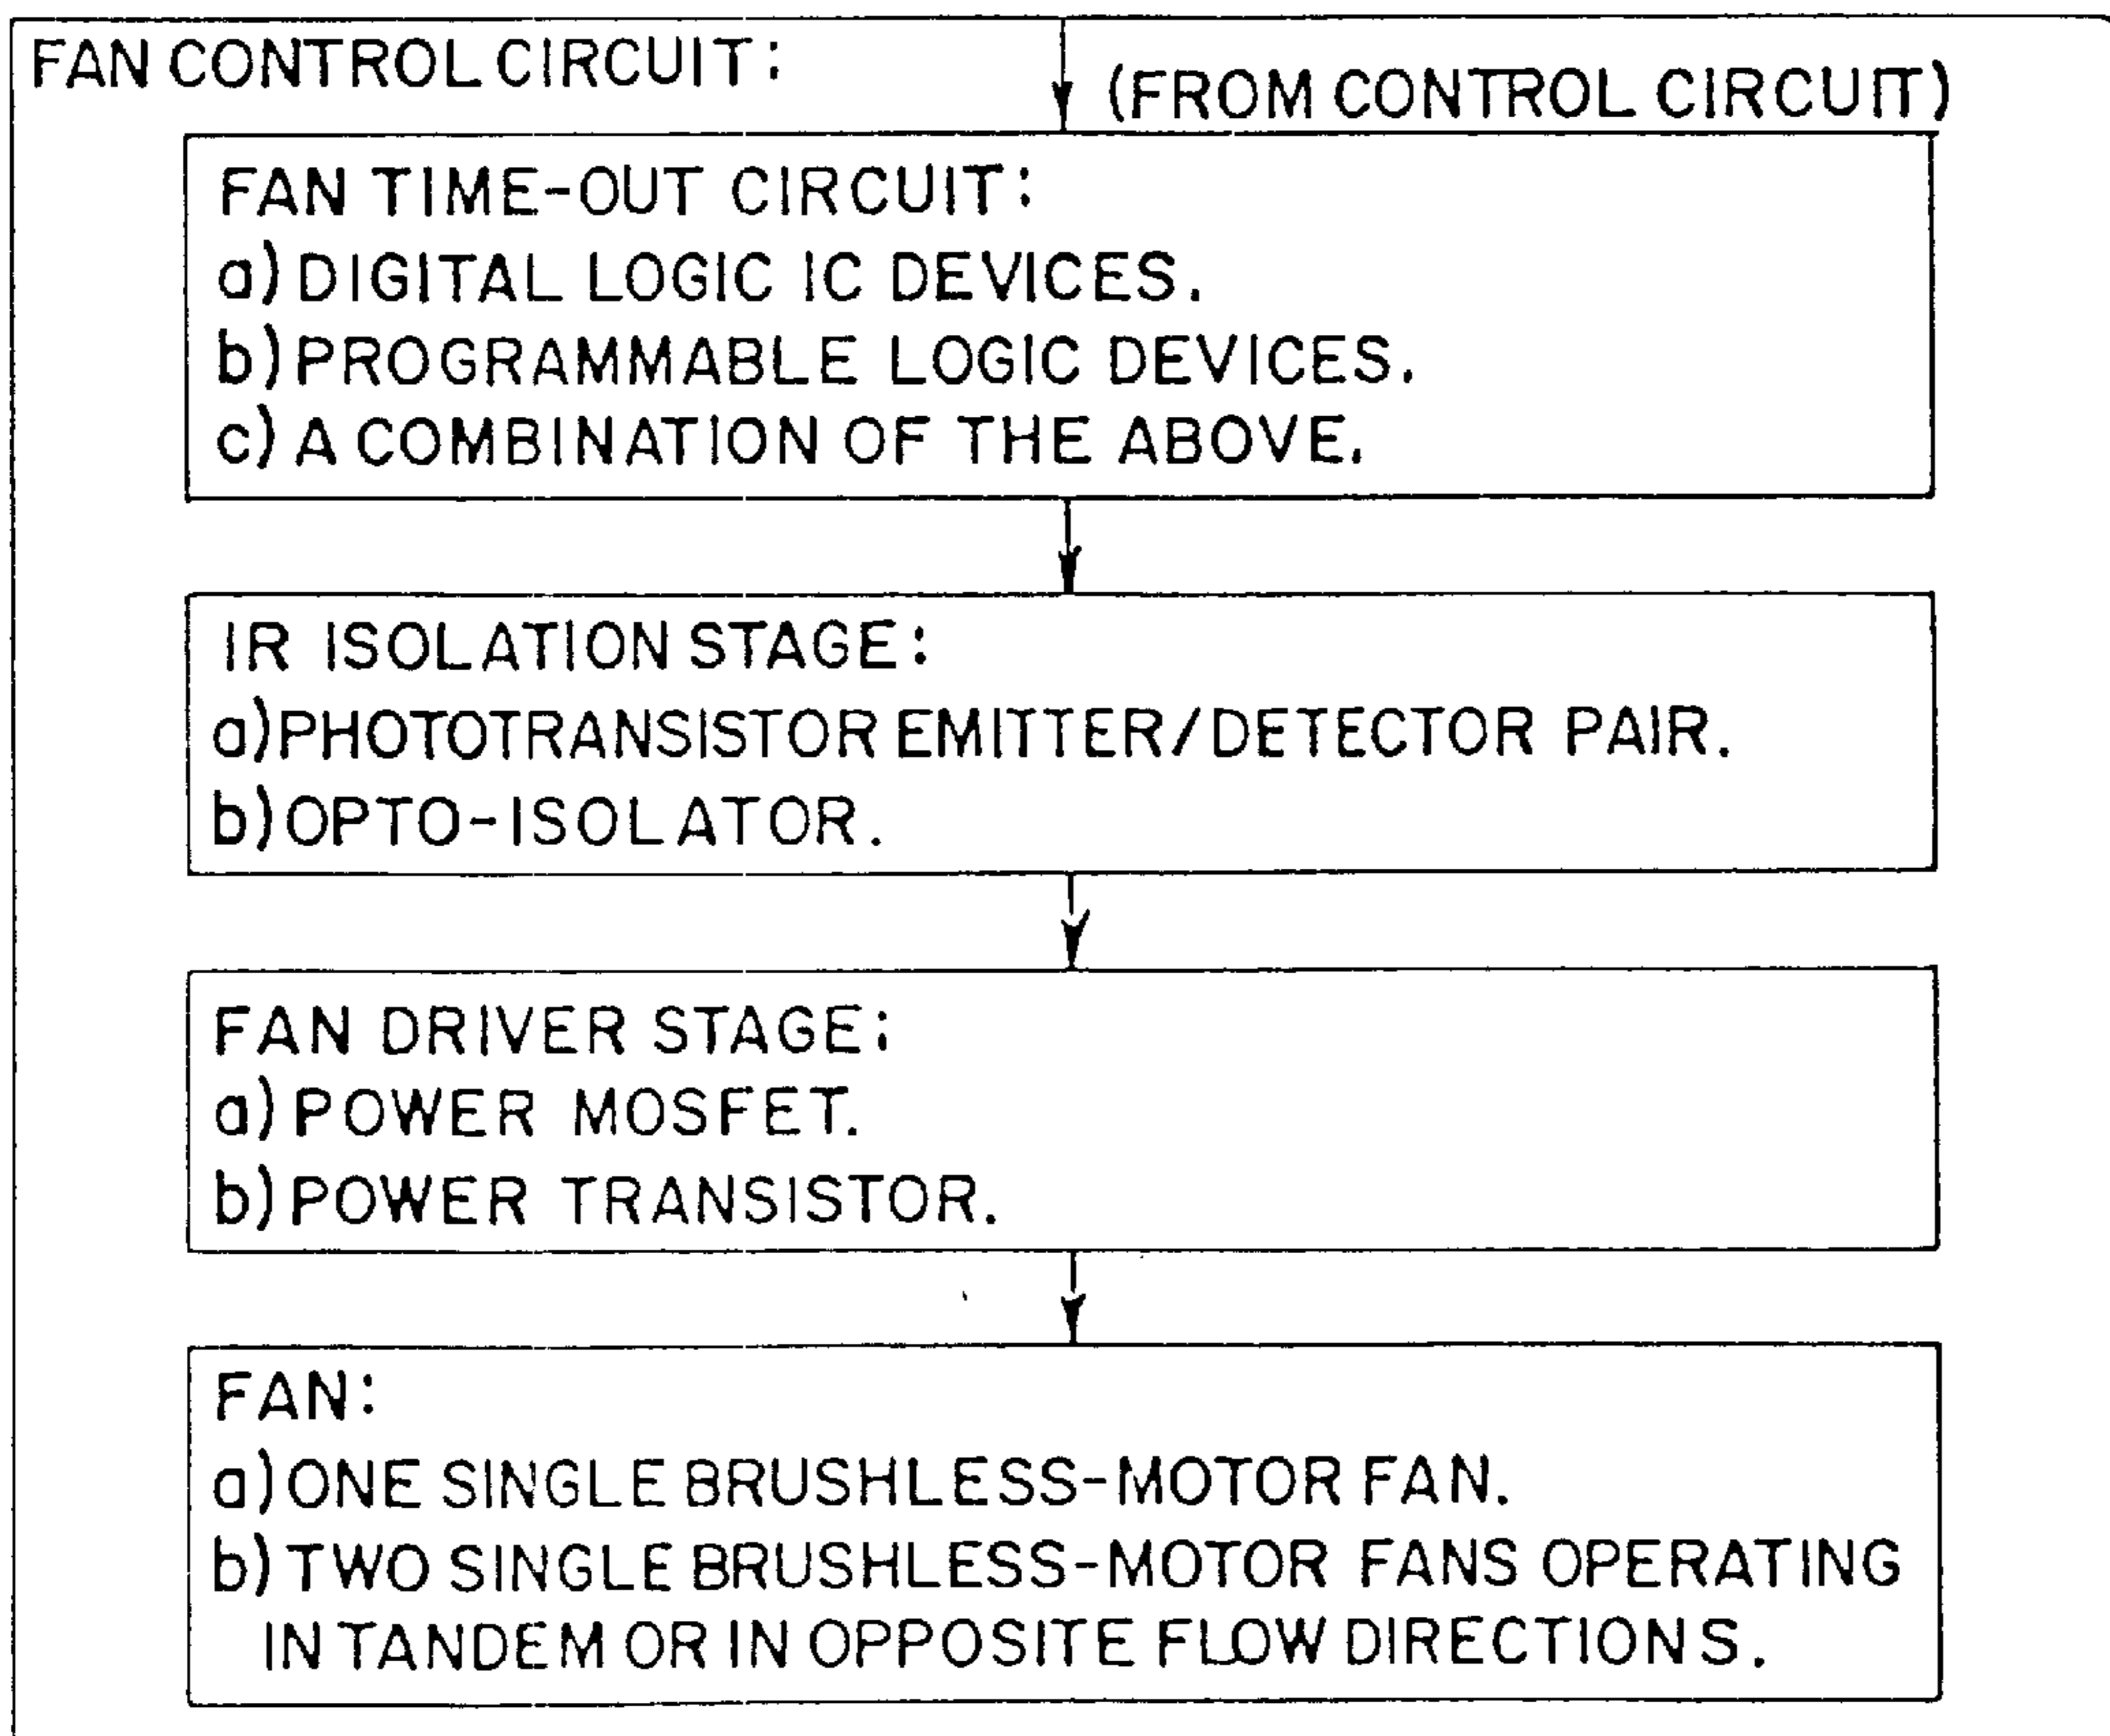 FAN CONTROL CIRCUIT:
(FROM CONTROL CIRCUIT)
FAN TIME-OUT CIRCUIT:
a) DIGITAL LOGIC IC DEVICES.
b) PROGRAMMABLE LOGIC DEVICES.
c) A COMBINATION OF THE ABOVE.
IR ISOLATION STAGE:
a) PHOTOTRANSISTOR EMITTER/DETECTOR PAIR.
b) OPTO-ISOLATOR.
FAN DRIVER STAGE:
a) POWER MOSFET.
b) POWER TRANSISTOR.
FAN:
a) ONE SINGLE BRUSHLESS-MOTOR FAN.
b) TWO SINGLE BRUSHLESS-MOTOR FANS OPERATING
IN TANDEM OR IN OPPOSITE FLOW DIRECTIONS.